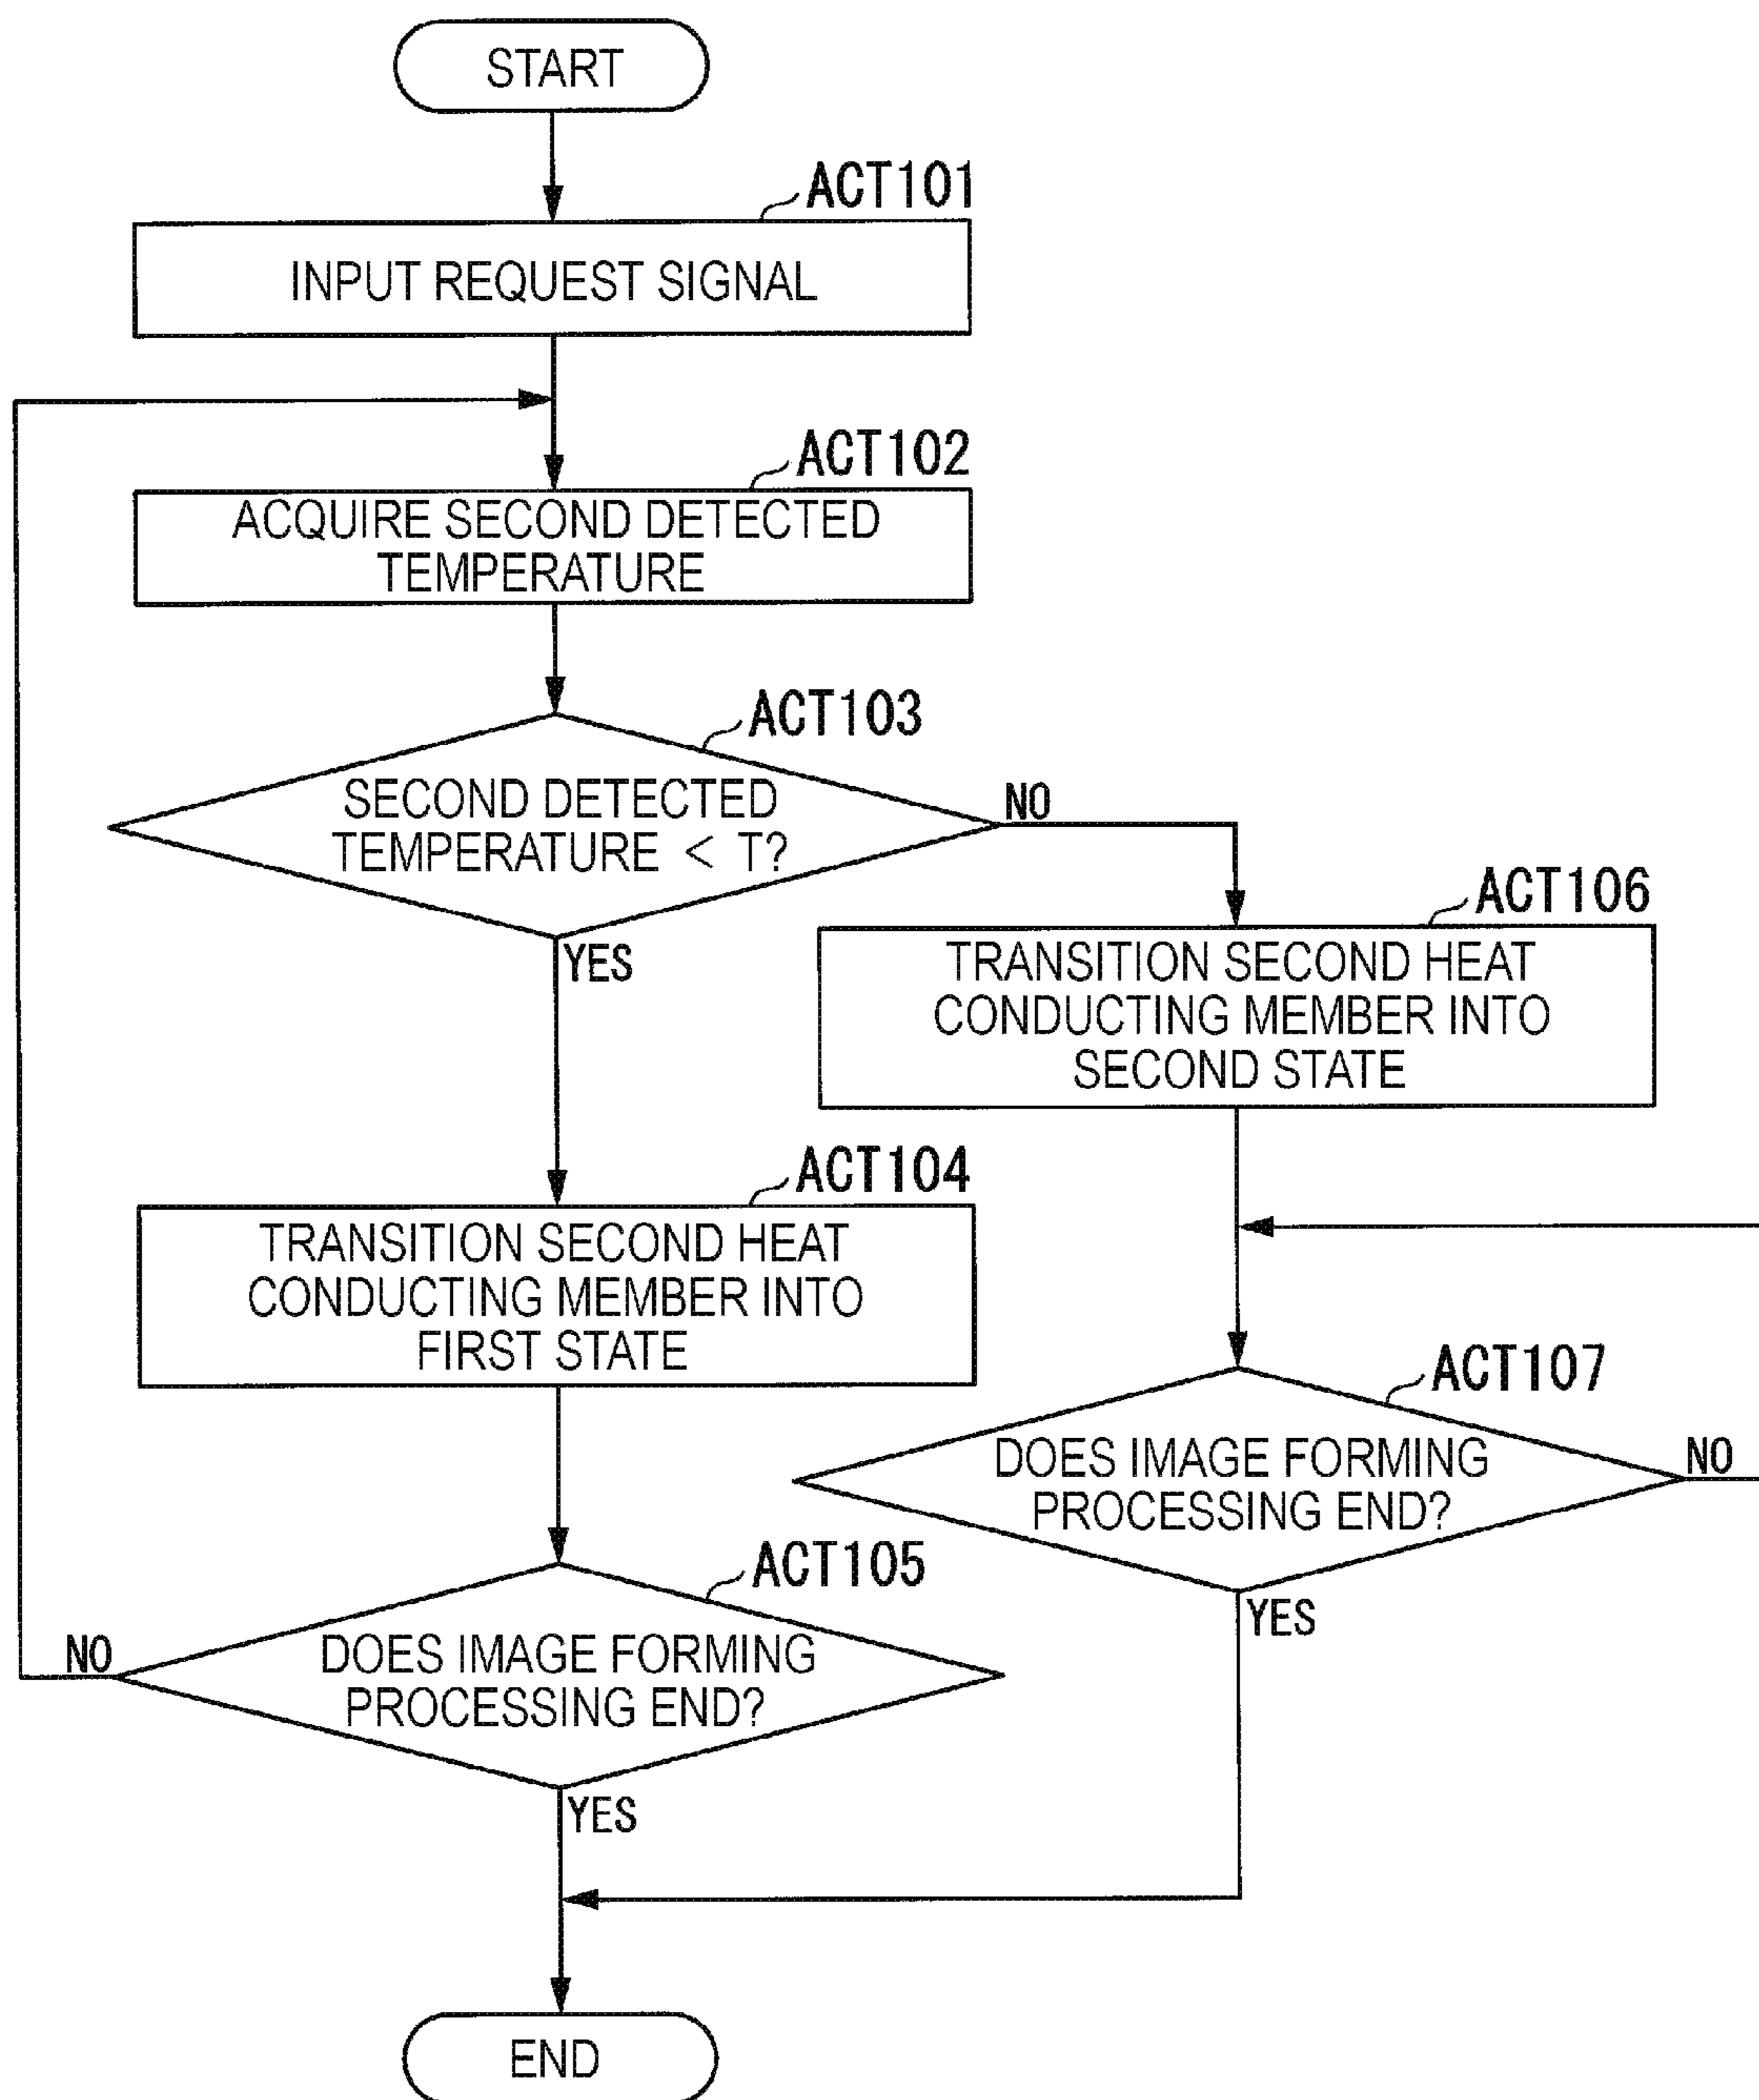 START
ACT101
INPUT REQUEST SIGNAL
ACT102
ACQUIRE SECOND DETECTED
TEMPERATURE
ACT103
SECOND DETECTED
TEMPERATURE < T?
NO
YES
ACT106
TRANSITION SECOND HEAT
CONDUCTING MEMBER INTO
SECOND STATE
ACT104
TRANSITION SECOND HEAT
CONDUCTING MEMBER INTO
FIRST STATE
ACT107
DOES IMAGE FORMING
PROCESSING END?
NO
YES
ACT105
DOES IMAGE FORMING
PROCESSING END?
NO
YES
END